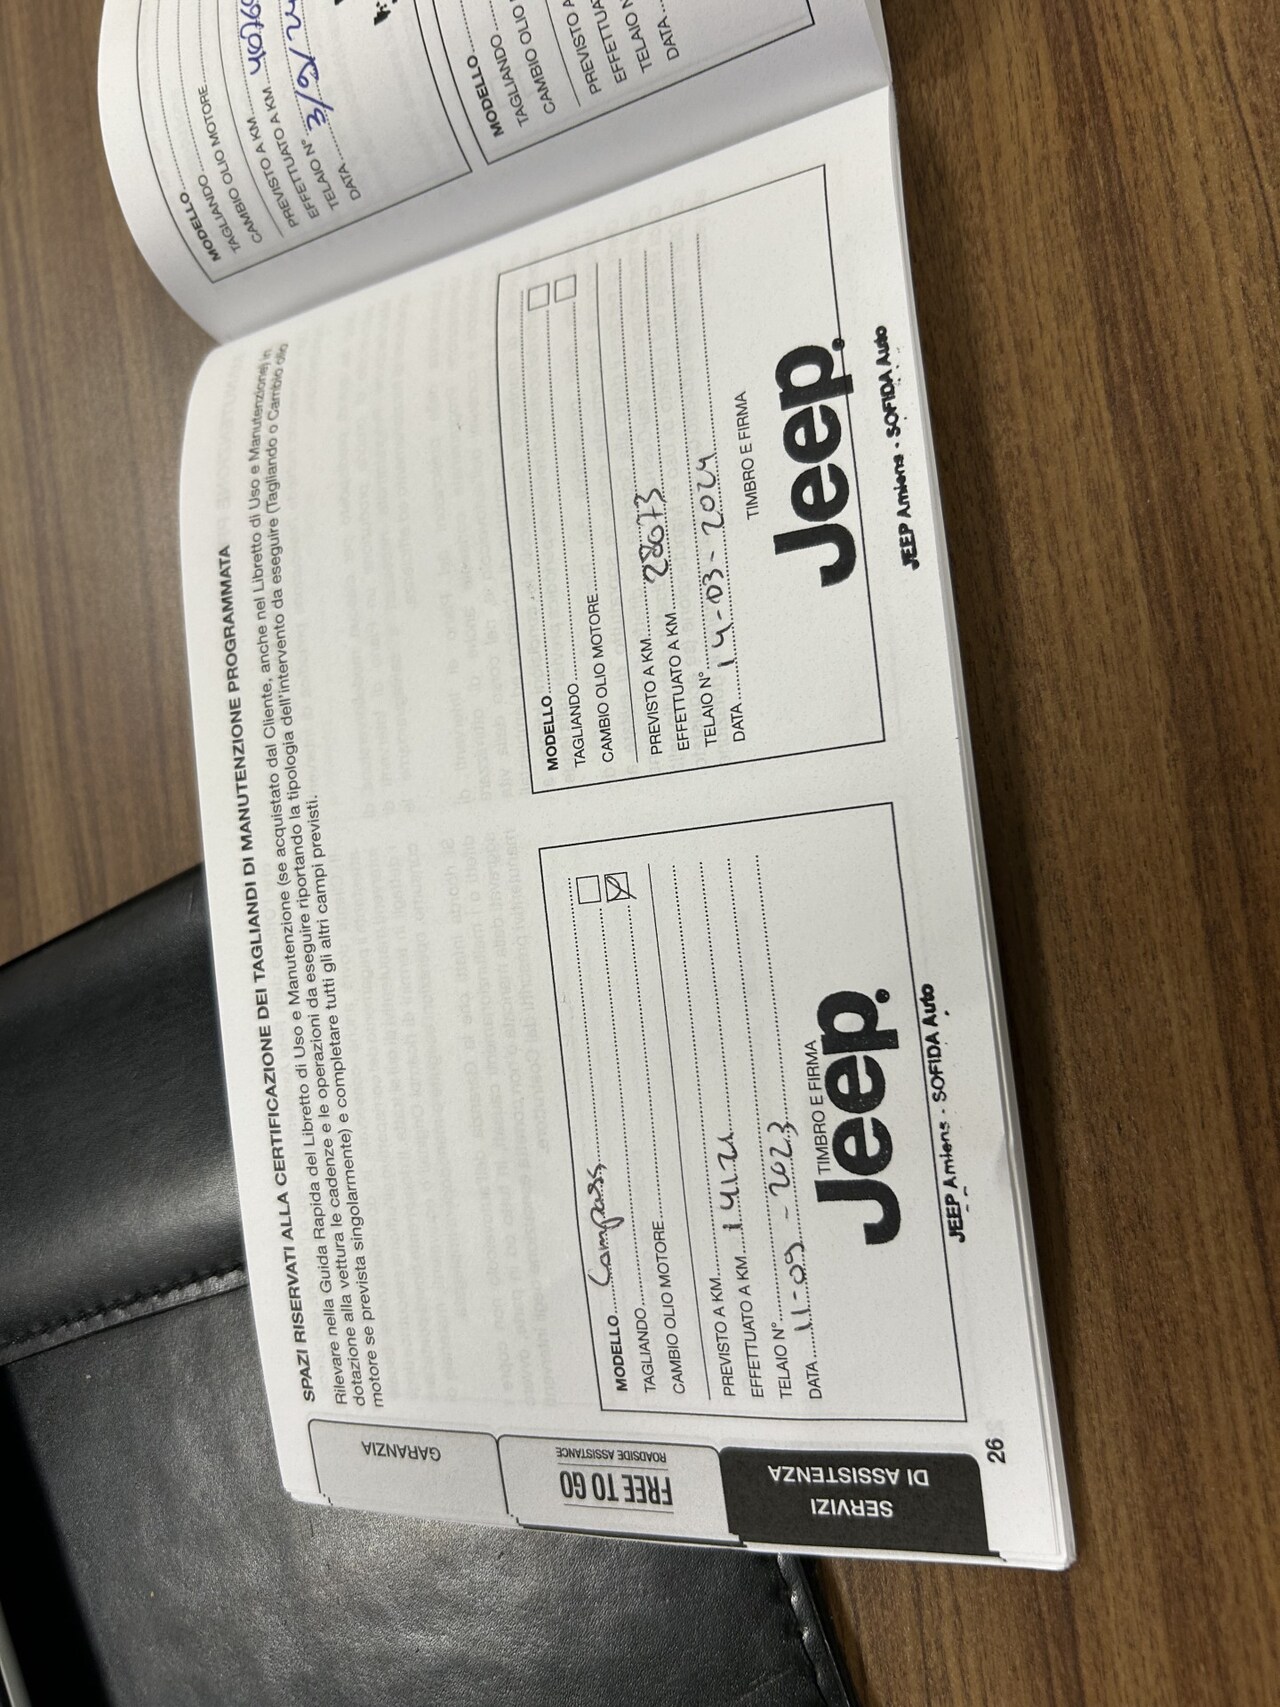 SPAZI RISERVATI ALLA CERTIFICAZIONE DEI TAGLIANDI DI MANUTENZIONE PROGRAMMATA
Rilevare nella Guida Rapida del Libretto di Uso e Manutenzione (se acquistato dal Cliente, anche nel Libretto di Uso e Manutenzione) in
dotazione alla vettura le cadenze e le operazioni da eseguire riportando la tipologia dell'intervento da eseguire (Tagliando o Cambio olio
motore se prevista singolarmente) e completare tutti gli altri campi previsti.
GARANZIA
FREE TO GO
ROADSIDE ASSISTANCE
SERVIZI
DI ASSISTENZA
MODELLO Compass
TAGLIANDO
CAMBIO OLIO MOTORE
PREVISTO A KM
EFFETTUATO A KM
TELAIO N°
DATA 11-09-2023
TIMBRO E FIRMA
Jeep
JEEP Amiens - SOFIDA Auto
MODELLO
TAGLIANDO
CAMBIO OLIO MOTORE
PREVISTO A KM
EFFETTUATO A KM 28073
TELAIO N°
DATA 14-03-2024
TIMBRO E FIRMA
Jeep
JEEP Amiens - SOFIDA Auto
26
MODELLO
TAGLIANDO
CAMBIO OLIO MOTORE
PREVISTO A KM
EFFETTUATO A KM
TELAIO N°
DATA
MODELLO
TAGLIANDO
CAMBIO OLIO
PREVISTO A
EFFETTUA
TELAIO N
DATA